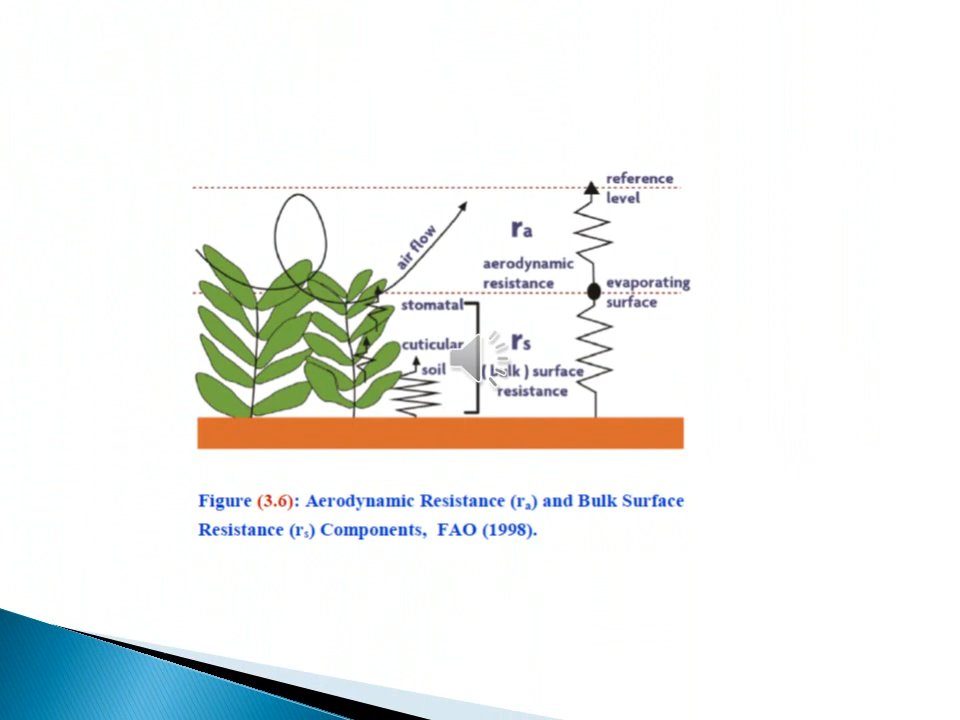 reference
level
air flow
ra
aerodynamic
resistance
evaporating
surface
stomatal
cuticular
rs
soil
( ) surface
resistance
Figure (3.6): Aerodynamic Resistance (ra) and Bulk Surface
Resistance (rs) Components, FAO (1998).